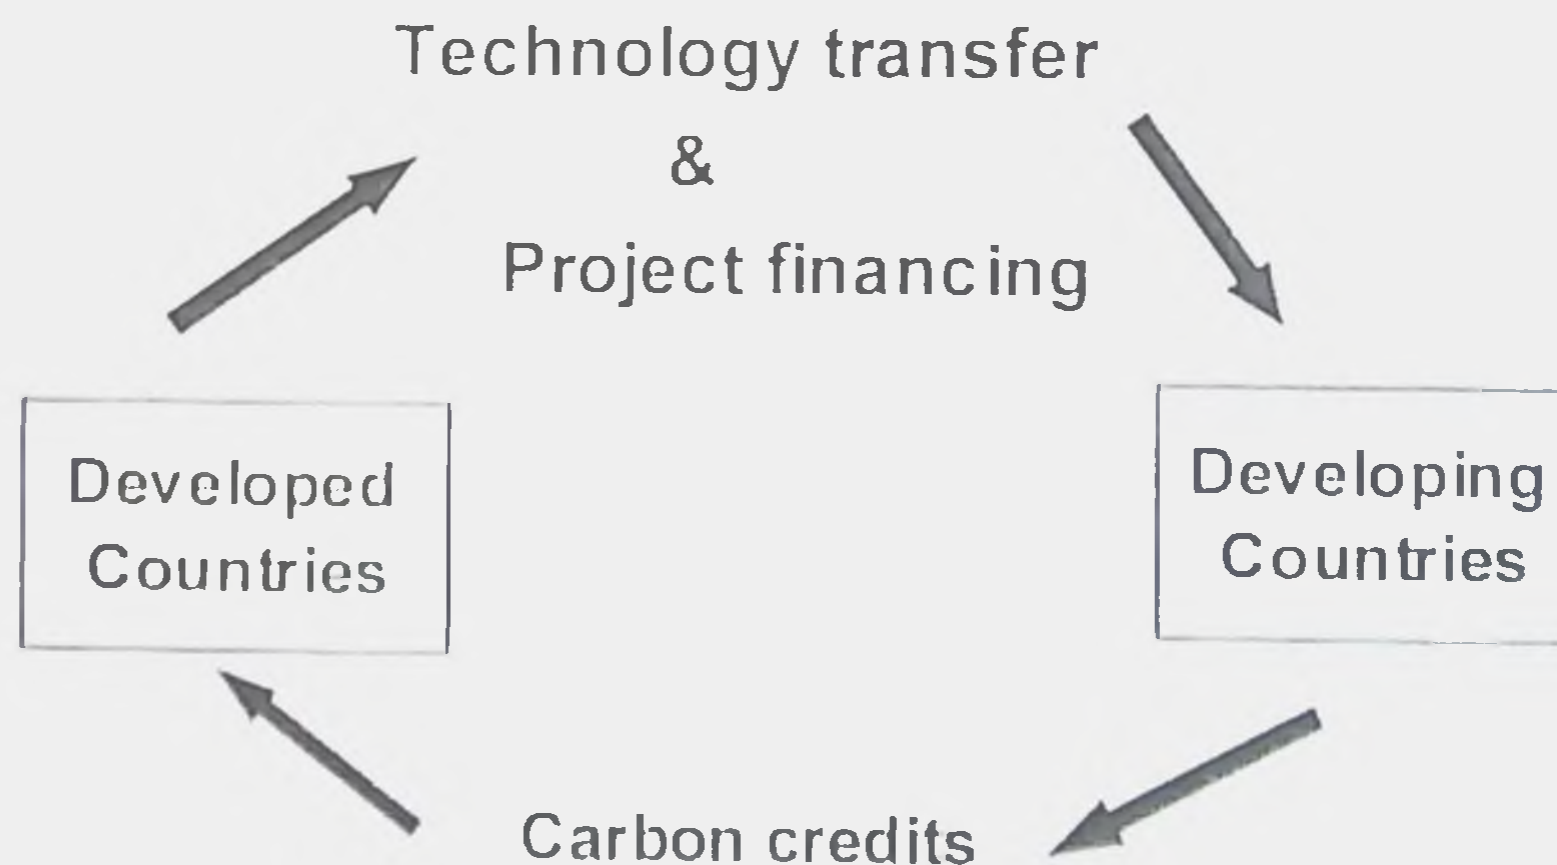 Technology transfer
&
Project financing
Developed
Countries
Developing
Countries
Carbon credits